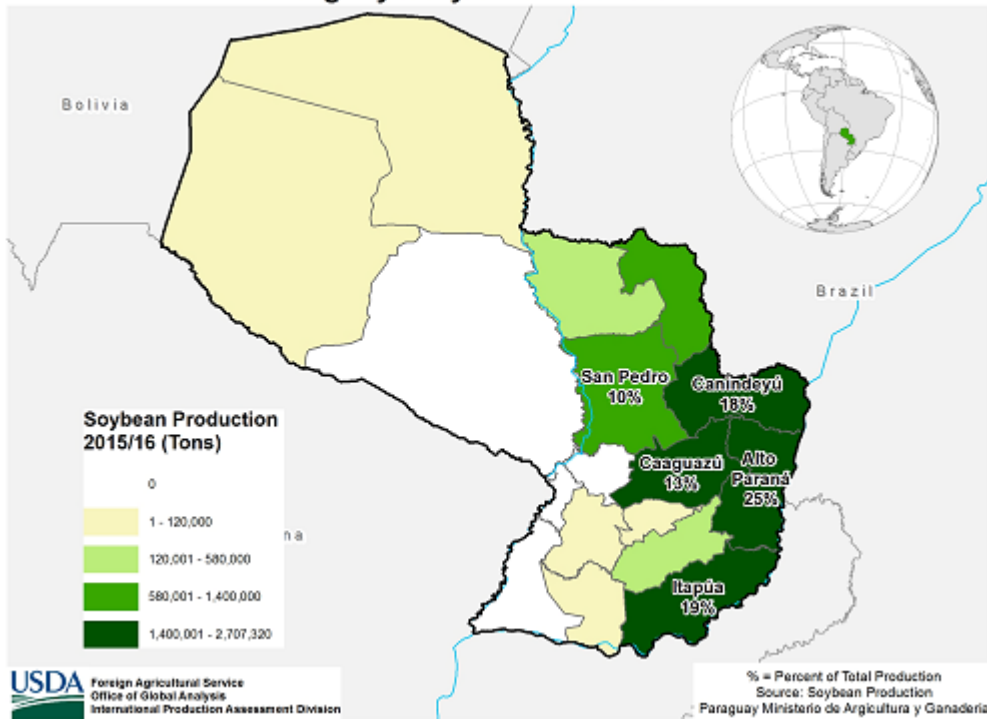 Bolivia
Brazil
San Pedro
10%
Canindeyú
18%
Caaguazú
13%
Alto
Paraná
25%
Itapúa
19%
Soybean Production
2015/16 (Tons)
0
1 - 120,000
120,001 - 580,000
580,001 - 1,400,000
1,400,001 - 2,707,320
na
USDA
Foreign Agricultural Service
Office of Global Analysis
International Production Assessment Division
% = Percent of Total Production
Source: Soybean Production
Paraguay Ministerio de Argicultura y Ganaderia